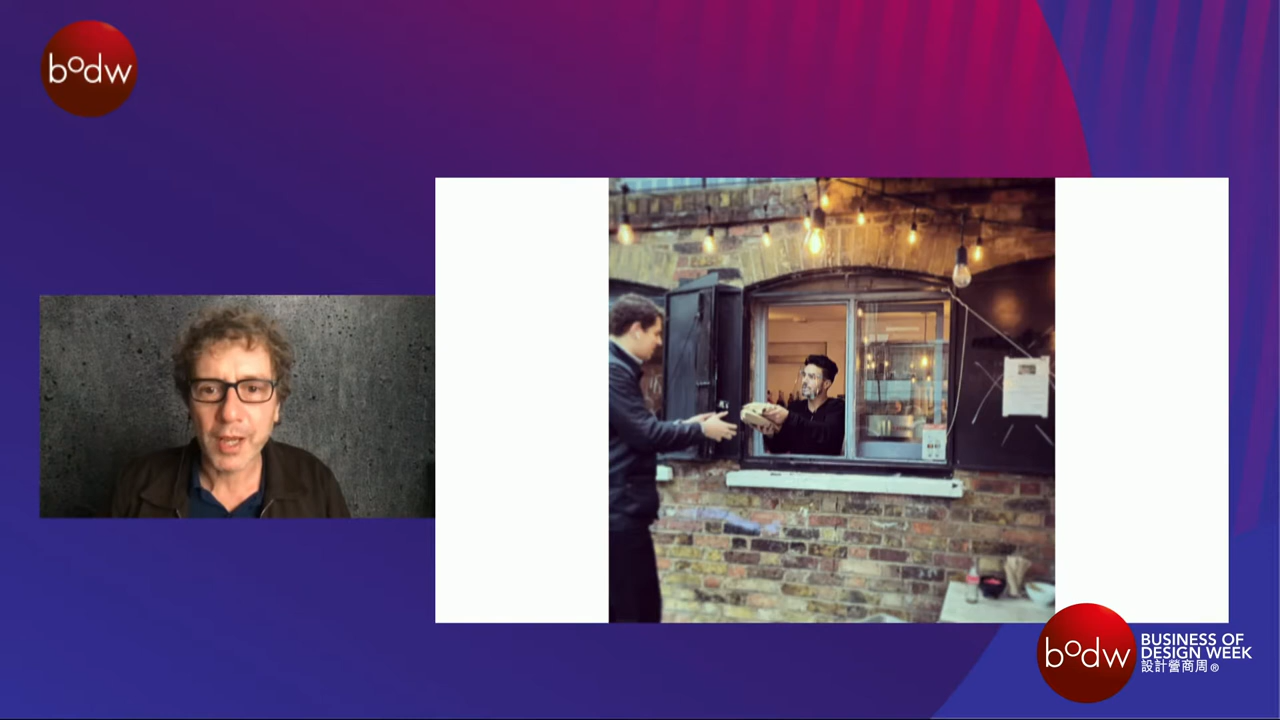 bodw
bodw
BUSINESS OF
DESIGN WEEK
設計營商周®